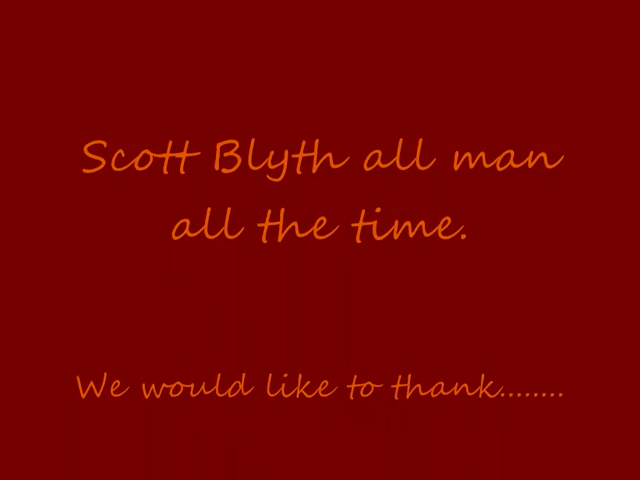 Scott Blyth all man
all the time.
We would like to thank........